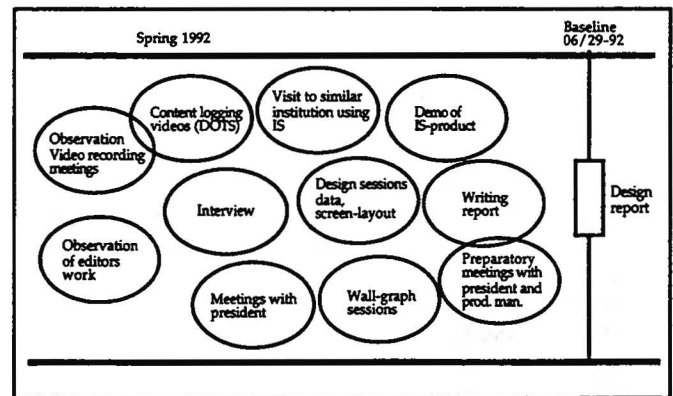 Spring 1992
Baseline
06/29-92
Observation
Video recording
meetings
Content logging
videos (DOTS)
Visit to similar
institution using
IS
Demo of
IS-product
Interview
Design sessions
data,
screen-layout
Writing
report
Design
report
Observation
of editors
work
Meetings with
president
Wall-graph
sessions
Preparatory
meetings with
president and
prod. man.